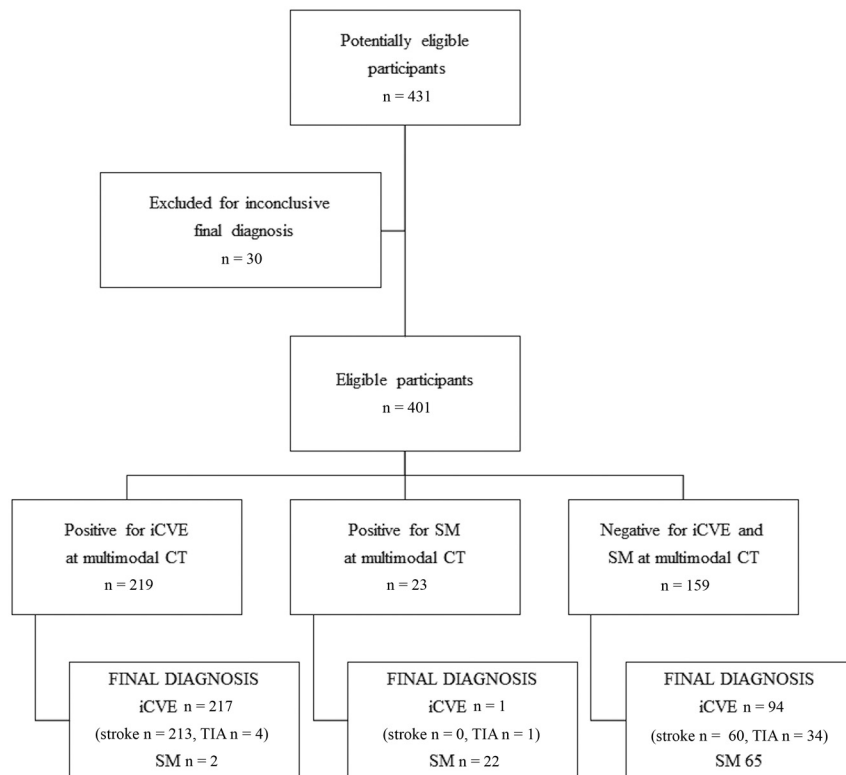 Potentially eligible
participants
n = 431
Excluded for inconclusive
final diagnosis
n = 30
Eligible participants
n = 401
Positive for iCVE
at multimodal CT
n = 219
Positive for SM
at multimodal CT
n = 23
Negative for iCVE and
SM at multimodal CT
n = 159
FINAL DIAGNOSIS
iCVE n = 217
(stroke n = 213, TIA n = 4)
SM n = 2
FINAL DIAGNOSIS
iCVE n = 1
(stroke n = 0, TIA n = 1)
SM n = 22
FINAL DIAGNOSIS
iCVE n = 94
(stroke n = 60, TIA n = 34)
SM 65